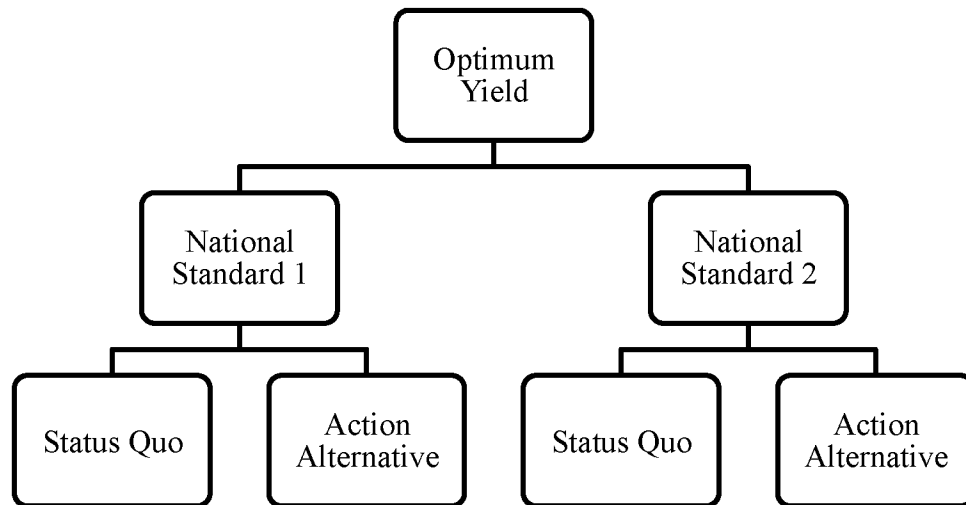 Optimum
Yield
National
Standard 1
National
Standard 2
Status Quo
Action
Alternative
Status Quo
Action
Alternative